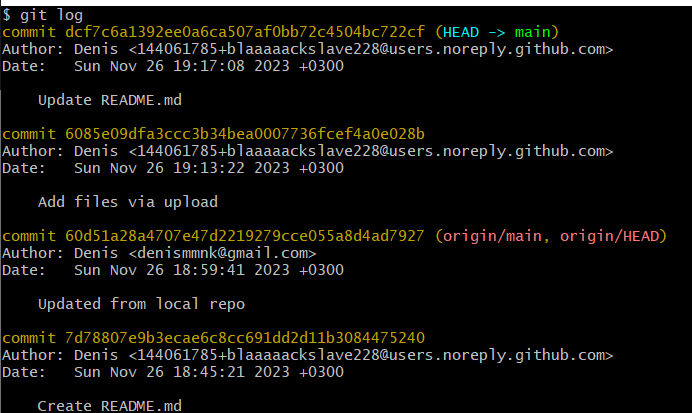 $ git log
commit dcf7c6a1392ee0a6ca507af0bb72c4504bc722cf (HEAD -> main)
Author: Denis <144061785+blaaaaackslave228@users.noreply.github.com>
Date:   Sun Nov 26 19:17:08 2023 +0300
    Update README.md
commit 6085e09dfa3ccc3b34bea0007736fcef4a0e028b
Author: Denis <144061785+blaaaaackslave228@users.noreply.github.com>
Date:   Sun Nov 26 19:13:22 2023 +0300
    Add files via upload
commit 60d51a28a4707e47d2219279cce055a8d4ad7927 (origin/main, origin/HEAD)
Author: Denis <denismmnk@gmail.com>
Date:   Sun Nov 26 18:59:41 2023 +0300
    Updated from local repo
commit 7d78807e9b3ecae6c8cc691dd2d11b3084475240
Author: Denis <144061785+blaaaaackslave228@users.noreply.github.com>
Date:   Sun Nov 26 18:45:21 2023 +0300
    Create README.md